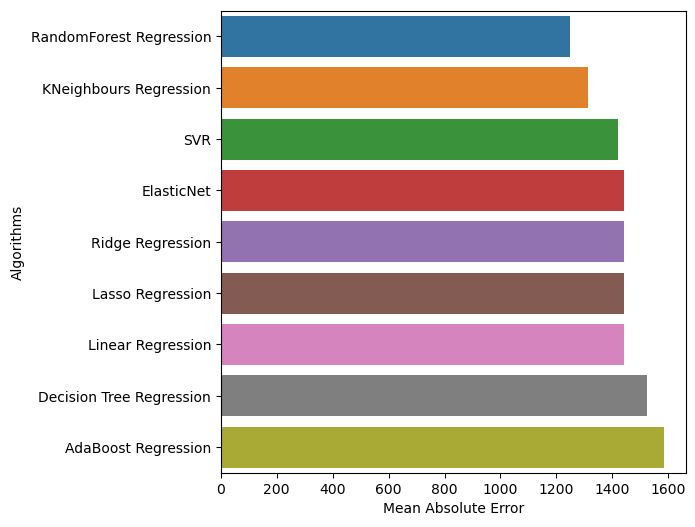 RandomForest Regression
KNeighbours Regression
SVR
ElasticNet
Ridge Regression
Lasso Regression
Linear Regression
Decision Tree Regression
AdaBoost Regression
Algorithms
0 200 400 600 800 1000 1200 1400 1600
Mean Absolute Error